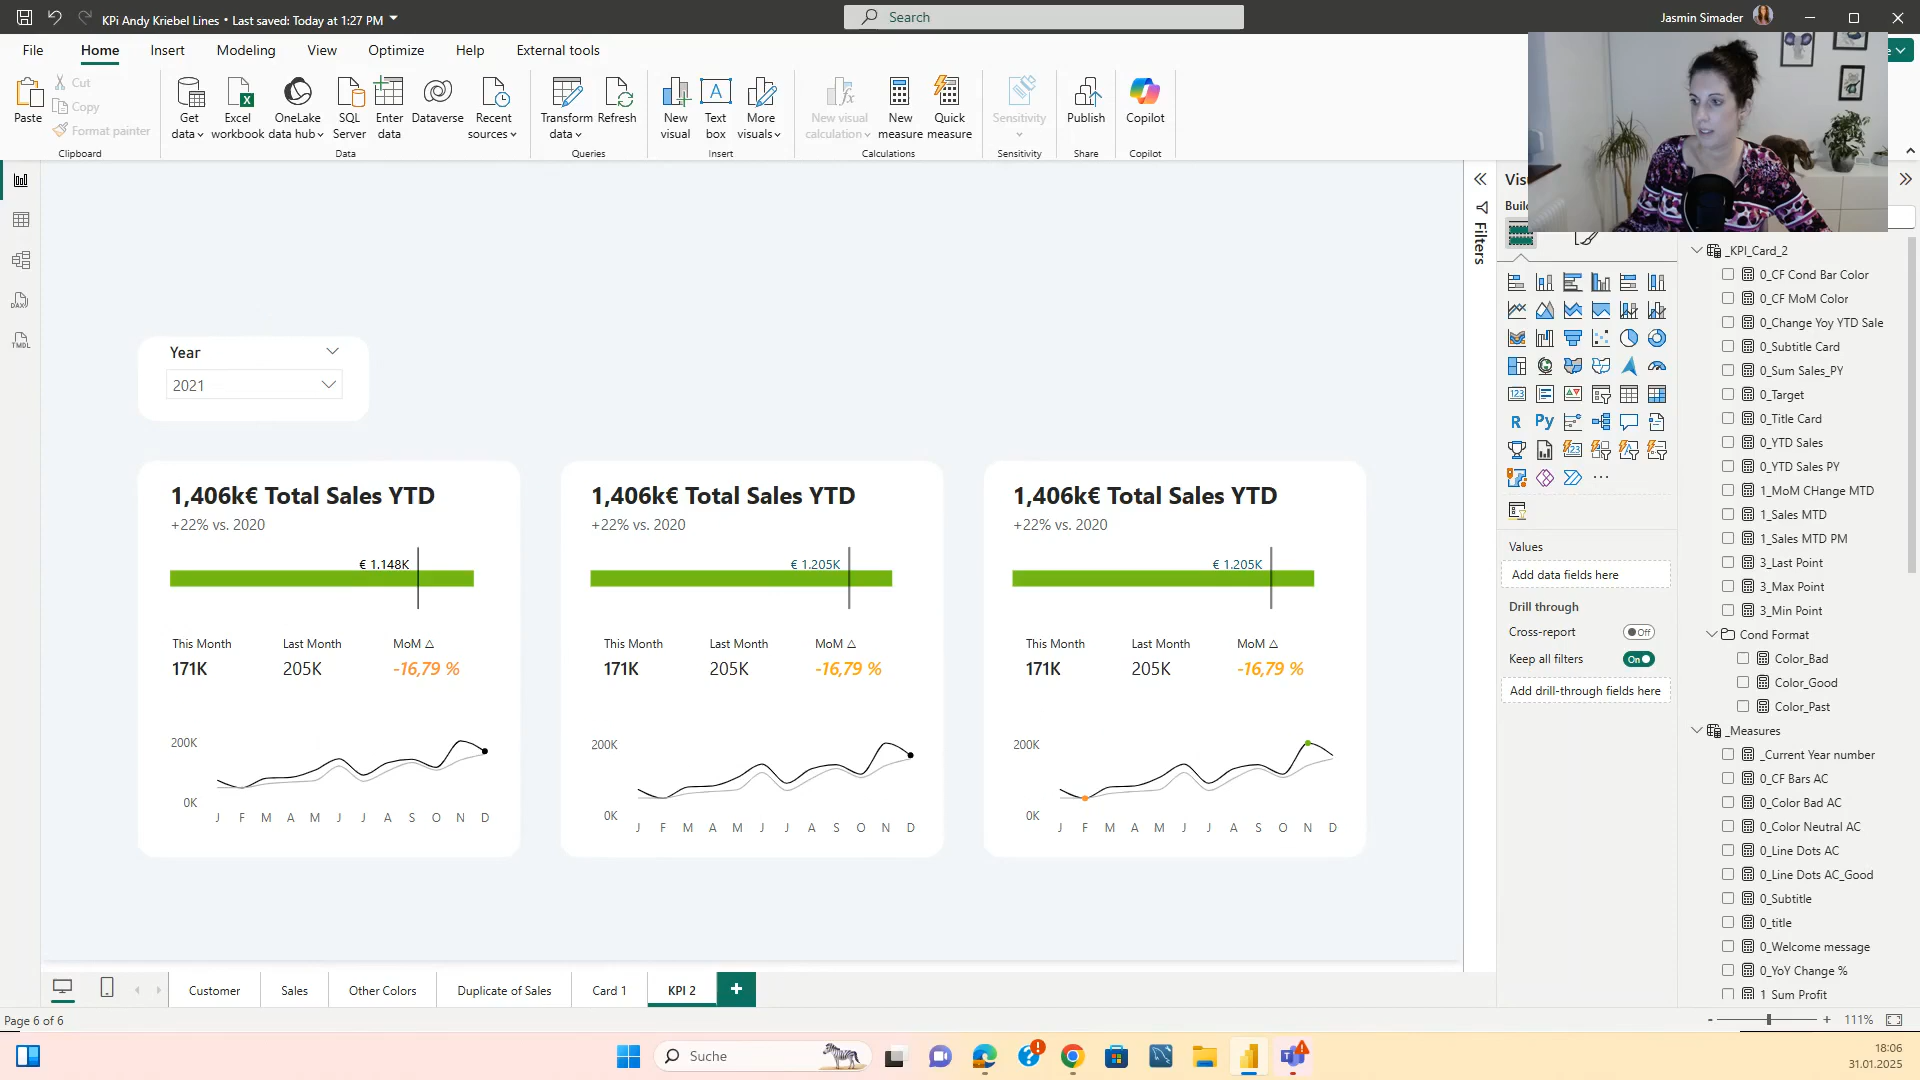 KPi Andy Kriebel Lines • Last saved: Today at 1:27 PM
Search
Jasmin Simader
File Home Insert Modeling View Optimize Help External tools
Paste
Cut
Copy
Format painter
Clipboard
Get data
Excel workbook
OneLake data hub
SQL Server
Enter data
Dataverse
Recent sources
Data
Transform data
Refresh
Queries
New visual
Text box
More visuals
Insert
New visual calculation
New measure
Quick measure
Calculations
Sensitivity
Sensitivity
Publish
Share
Copilot
Copilot
DAX
TMDL
Year
2021
1,406k€ Total Sales YTD
+22% vs. 2020
€ 1.148K
This Month Last Month MoM △
171K 205K -16,79 %
200K
0K
J F M A M J J A S O N D
1,406k€ Total Sales YTD
+22% vs. 2020
€ 1.205K
This Month Last Month MoM △
171K 205K -16,79 %
200K
0K
J F M A M J J A S O N D
1,406k€ Total Sales YTD
+22% vs. 2020
€ 1.205K
This Month Last Month MoM △
171K 205K -16,79 %
200K
0K
J F M A M J J A S O N D
Filters
R Py
123
Values
Add data fields here
Drill through
Cross-report Off
Keep all filters On
Add drill-through fields here
_KPI_Card_2
0_CF Cond Bar Color
0_CF MoM Color
0_Change Yoy YTD Sale
0_Subtitle Card
0_Sum Sales_PY
0_Target
0_Title Card
0_YTD Sales
0_YTD Sales PY
1_MoM CHange MTD
1_Sales MTD
1_Sales MTD PM
3_Last Point
3_Max Point
3_Min Point
Cond Format
Color_Bad
Color_Good
Color_Past
_Measures
_Current Year number
0_CF Bars AC
0_Color Bad AC
0_Color Neutral AC
0_Line Dots AC
0_Line Dots AC_Good
0_Subtitle
0_title
0_Welcome message
0_YoY Change %
1_Sum Profit
Customer Sales Other Colors Duplicate of Sales Card 1 KPI 2
Page 6 of 6
111%
Suche
18:06
31.01.2025